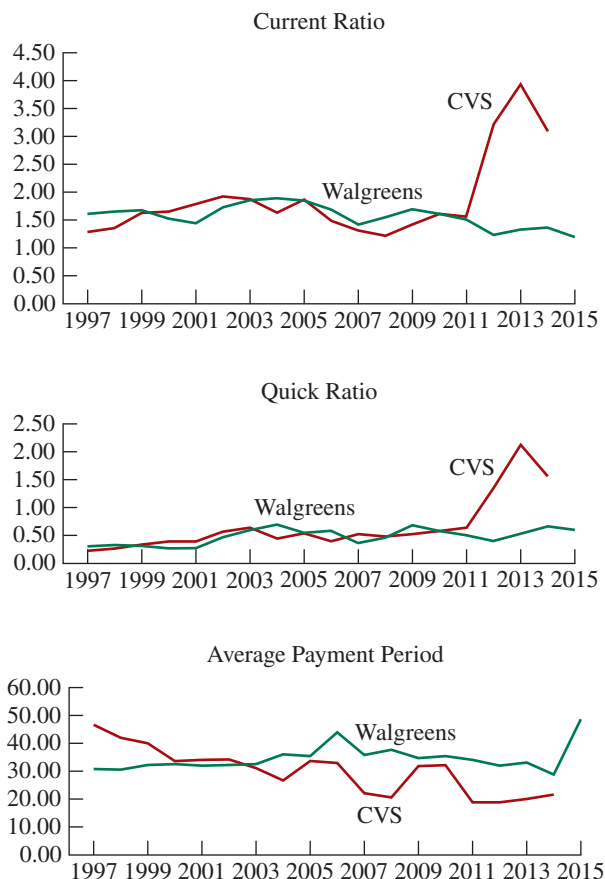 Current Ratio
4.50
4.00
CVS
3.50
3.00
2.50
2.00
Walgreens
1.50
1.00
0.50
0.00
1997 1999 2001 2003 2005 2007 2009 2011 2013 2015
Quick Ratio
2.50
2.00
CVS
1.50
1.00
Walgreens
0.50
0.00
1997 1999 2001 2003 2005 2007 2009 2011 2013 2015
Average Payment Period
60.00
50.00
Walgreens
40.00
30.00
20.00
CVS
10.00
0.00
1997 1999 2001 2003 2005 2007 2009 2011 2013 2015